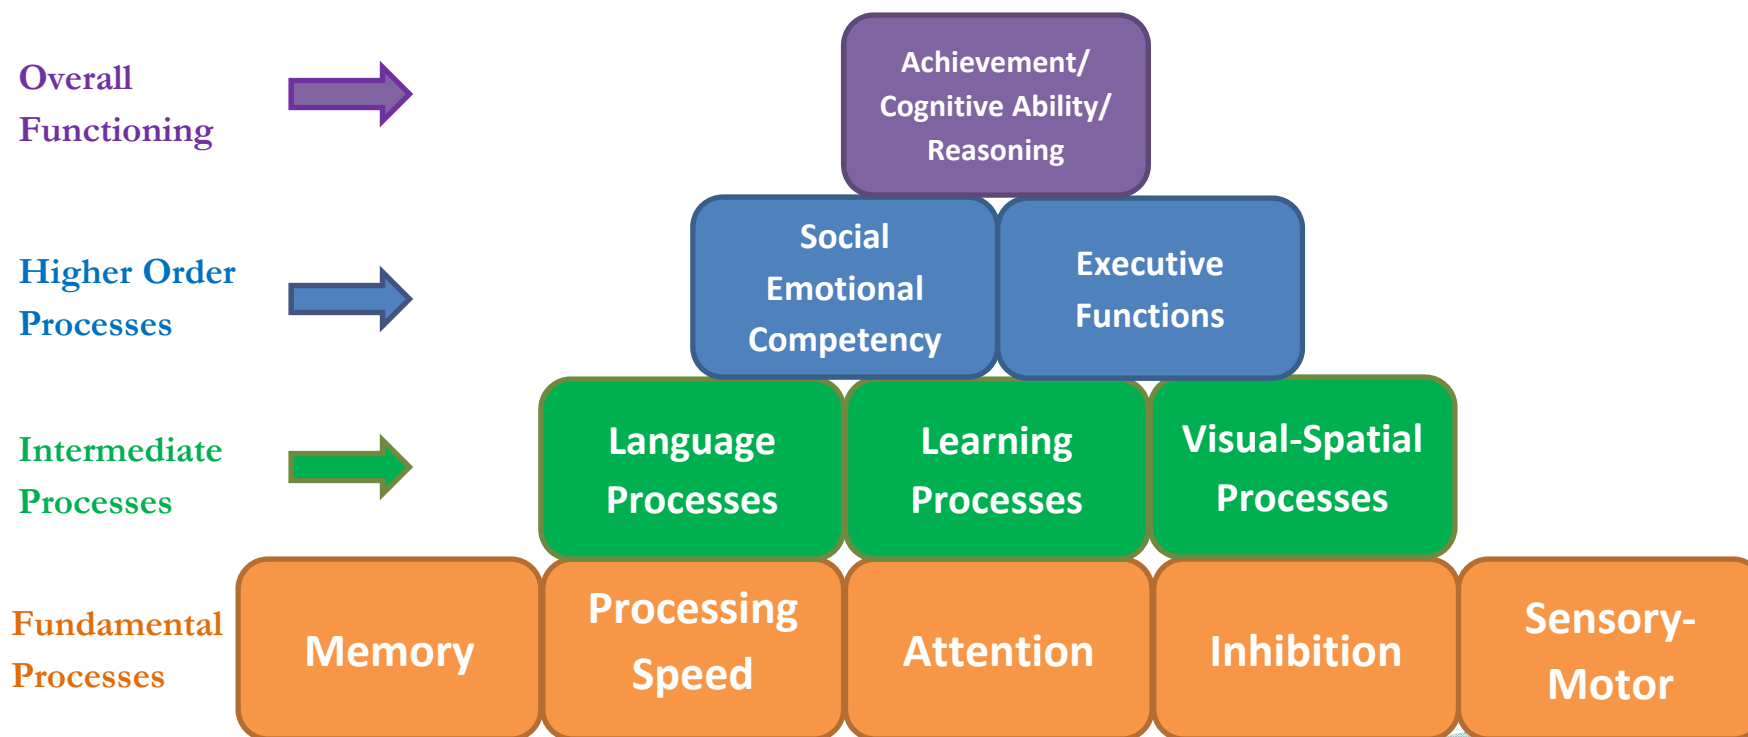 Overall
Functioning
Achievement/
Cognitive Ability/
Reasoning
Higher Order
Processes
Social
Emotional
Competency
Executive
Functions
Intermediate
Processes
Language
Processes
Learning
Processes
Visual-Spatial
Processes
Fundamental
Processes
Memory
Processing
Speed
Attention
Inhibition
Sensory-
Motor